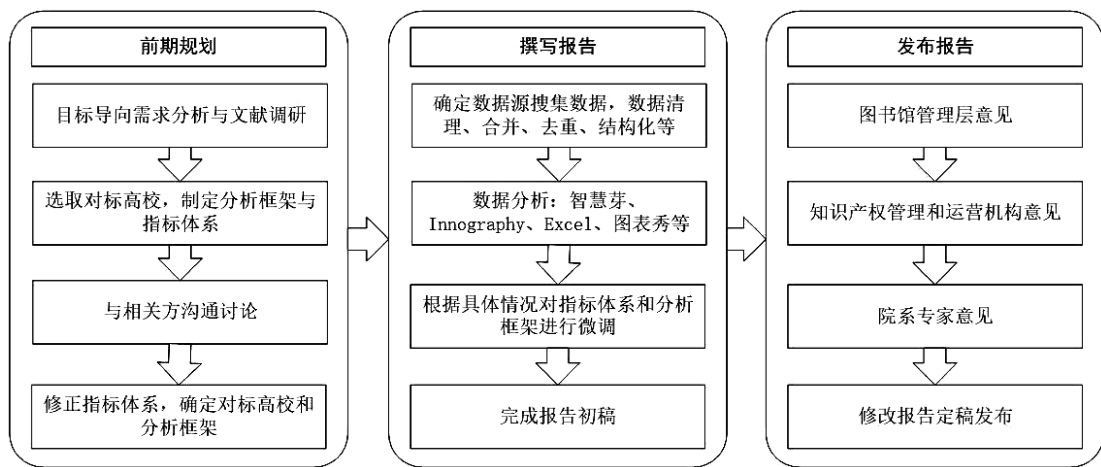 前期规划
目标导向需求分析与文献调研
选取对标高校，制定分析框架与
指标体系
与相关方沟通讨论
修正指标体系，确定对标高校和
分析框架
撰写报告
确定数据源搜集数据，数据清
理、合并、去重、结构化等
数据分析：智慧芽、
Innography、Excel、图表秀等
根据具体情况对指标体系和分析
框架进行微调
完成报告初稿
发布报告
图书馆管理层意见
知识产权管理和运营机构意见
院系专家意见
修改报告定稿发布